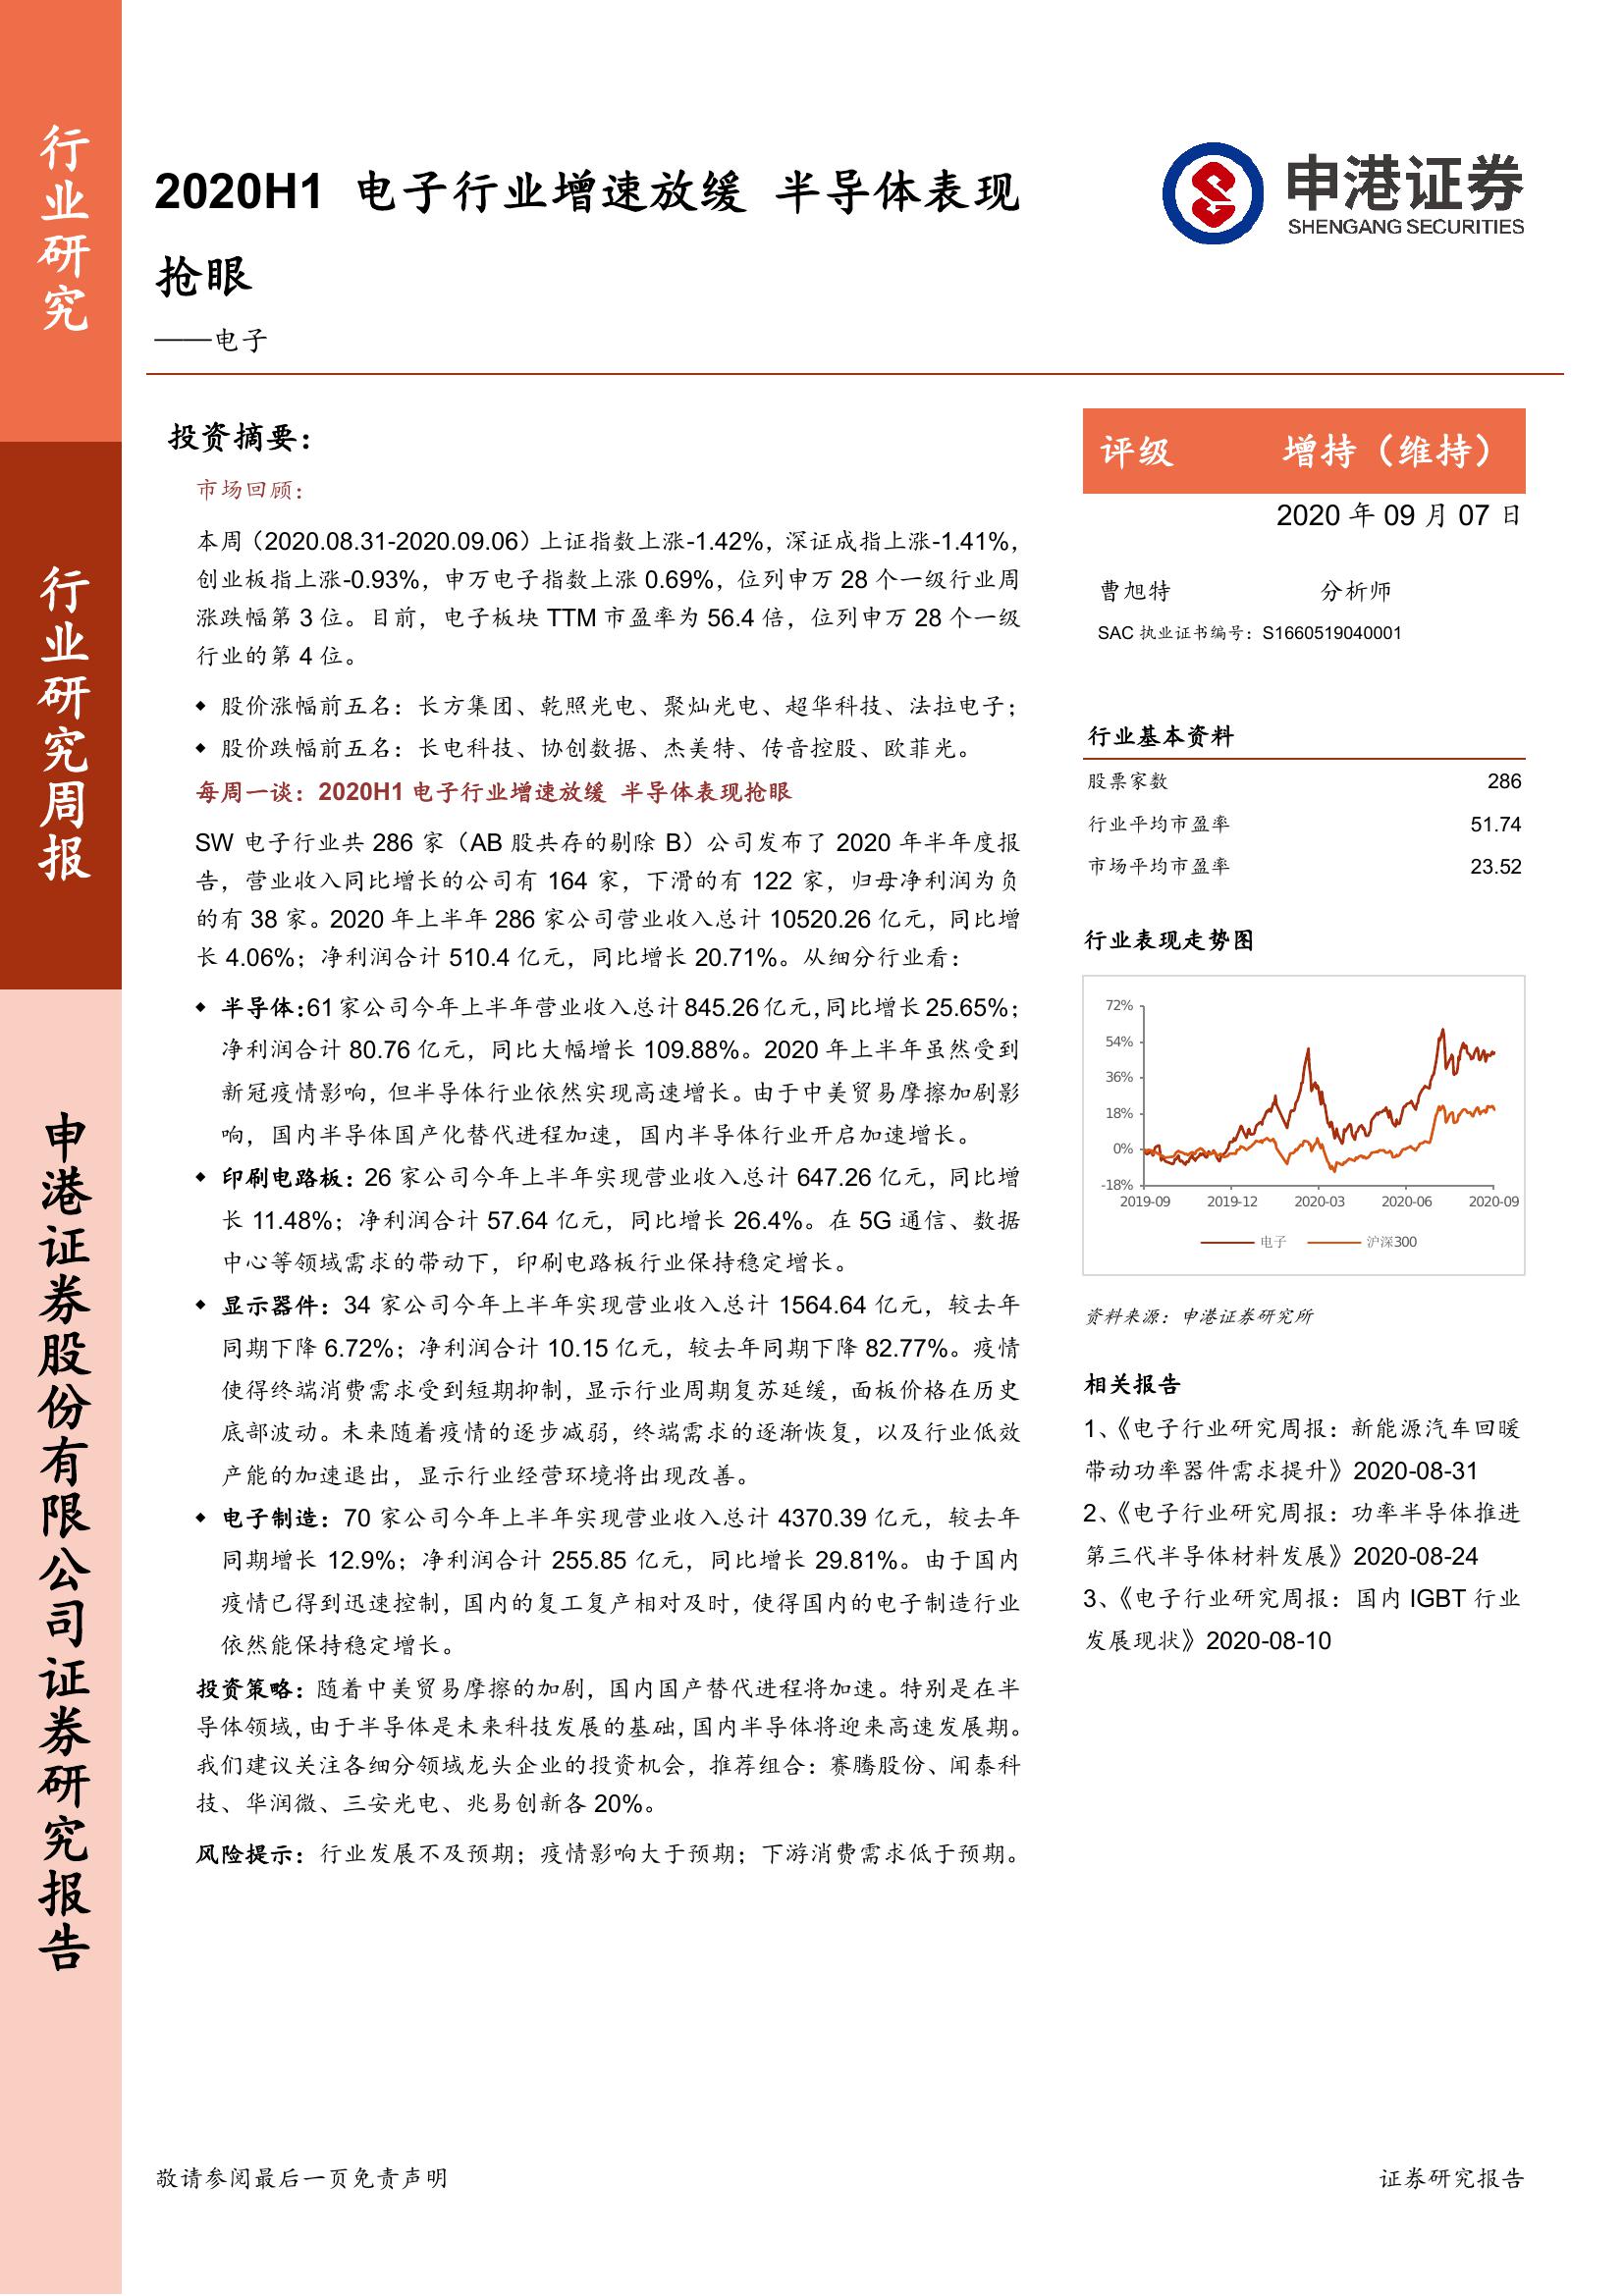 行业研究
行业研究周报
申港证券股份有限公司证券研究报告
2020H1 电子行业增速放缓 半导体表现
抢眼
——电子
申港证券
SHENGANG SECURITIES
投资摘要：
市场回顾：
本周（2020.08.31-2020.09.06）上证指数上涨-1.42%，深证成指上涨-1.41%，
创业板指上涨-0.93%，申万电子指数上涨 0.69%，位列申万 28 个一级行业周
涨跌幅第 3 位。目前，电子板块 TTM 市盈率为 56.4 倍，位列申万 28 个一级
行业的第 4 位。
◆ 股价涨幅前五名：长方集团、乾照光电、聚灿光电、超华科技、法拉电子；
◆ 股价跌幅前五名：长电科技、协创数据、杰美特、传音控股、欧菲光。
每周一谈：2020H1 电子行业增速放缓 半导体表现抢眼
SW 电子行业共 286 家（AB 股共存的剔除 B）公司发布了 2020 年半年度报
告，营业收入同比增长的公司有 164 家，下滑的有 122 家，归母净利润为负
的有 38 家。2020 年上半年 286 家公司营业收入总计 10520.26 亿元，同比增
长 4.06%；净利润合计 510.4 亿元，同比增长 20.71%。从细分行业看：
◆ 半导体：61 家公司今年上半年营业收入总计 845.26 亿元，同比增长 25.65%；
净利润合计 80.76 亿元，同比大幅增长 109.88%。2020 年上半年虽然受到
新冠疫情影响，但半导体行业依然实现高速增长。由于中美贸易摩擦加剧影
响，国内半导体国产化替代进程加速，国内半导体行业开启加速增长。
◆ 印刷电路板：26 家公司今年上半年实现营业收入总计 647.26 亿元，同比增
长 11.48%；净利润合计 57.64 亿元，同比增长 26.4%。在 5G 通信、数据
中心等领域需求的带动下，印刷电路板行业保持稳定增长。
◆ 显示器件：34 家公司今年上半年实现营业收入总计 1564.64 亿元，较去年
同期下降 6.72%；净利润合计 10.15 亿元，较去年同期下降 82.77%。疫情
使得终端消费需求受到短期抑制，显示行业周期复苏延缓，面板价格在历史
底部波动。未来随着疫情的逐步减弱，终端需求的逐渐恢复，以及行业低效
产能的加速退出，显示行业经营环境将出现改善。
◆ 电子制造：70 家公司今年上半年实现营业收入总计 4370.39 亿元，较去年
同期增长 12.9%；净利润合计 255.85 亿元，同比增长 29.81%。由于国内
疫情已得到迅速控制，国内的复工复产相对及时，使得国内的电子制造行业
依然能保持稳定增长。
投资策略：随着中美贸易摩擦的加剧，国内国产替代进程将加速。特别是在半
导体领域，由于半导体是未来科技发展的基础，国内半导体将迎来高速发展期。
我们建议关注各细分领域龙头企业的投资机会，推荐组合：赛腾股份、闻泰科
技、华润微、三安光电、兆易创新各 20%。
风险提示：行业发展不及预期；疫情影响大于预期；下游消费需求低于预期。
评级 增持（维持）
2020 年 09 月 07 日
曹旭特 分析师
SAC 执业证书编号：S1660519040001
行业基本资料
股票家数 286
行业平均市盈率 51.74
市场平均市盈率 23.52
行业表现走势图
72%
54%
36%
18%
0%
-18%
2019-09 2019-12 2020-03 2020-06 2020-09
电子 沪深300
资料来源：申港证券研究所
相关报告
1、《电子行业研究周报：新能源汽车回暖
带动功率器件需求提升》2020-08-31
2、《电子行业研究周报：功率半导体推进
第三代半导体材料发展》2020-08-24
3、《电子行业研究周报：国内 IGBT 行业
发展现状》2020-08-10
敬请参阅最后一页免责声明
证券研究报告